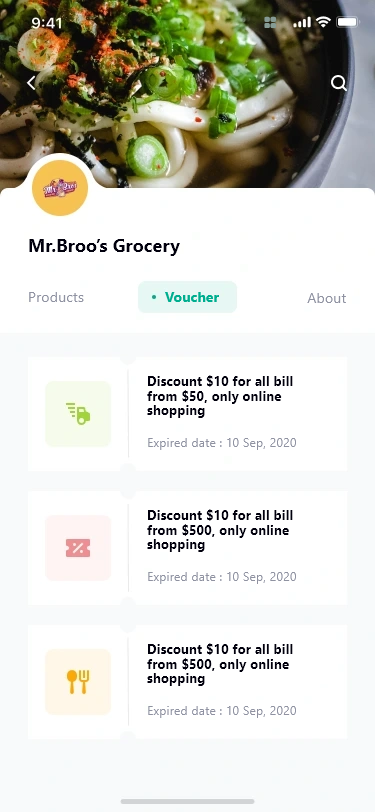 9:41
Mr.Broo's Grocery
Products
Voucher
About
Discount $10 for all bill
from $50, only online
shopping
Expired date : 10 Sep, 2020
Discount $10 for all bill
from $500, only online
shopping
Expired date : 10 Sep, 2020
Discount $10 for all bill
from $500, only online
shopping
Expired date : 10 Sep, 2020